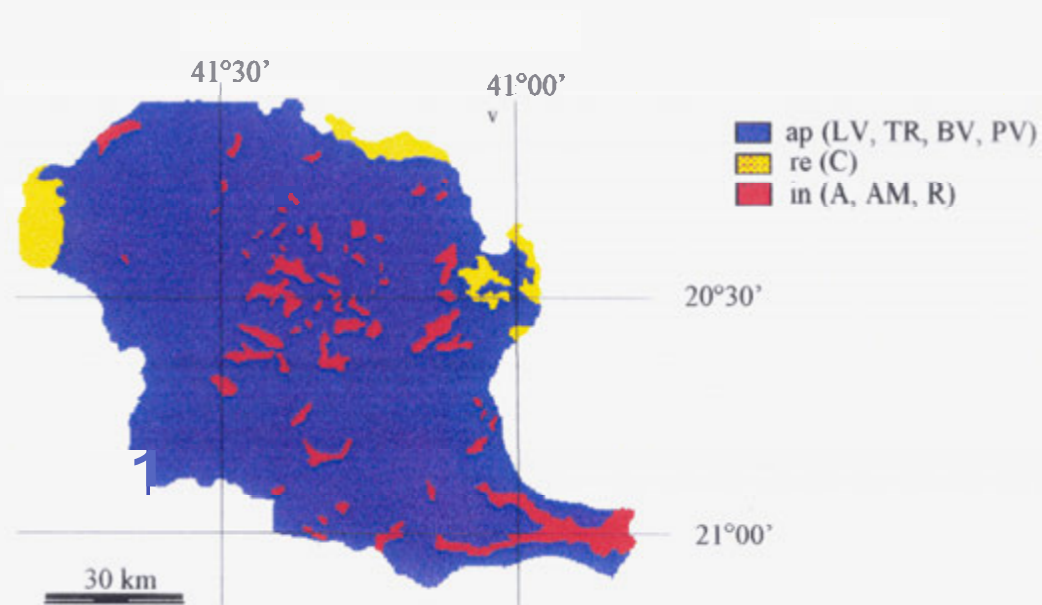 41°30’
41°00’
v
ap (LV, TR, BV, PV)
re (C)
in (A, AM, R)
20°30’
1
21°00’
30 km